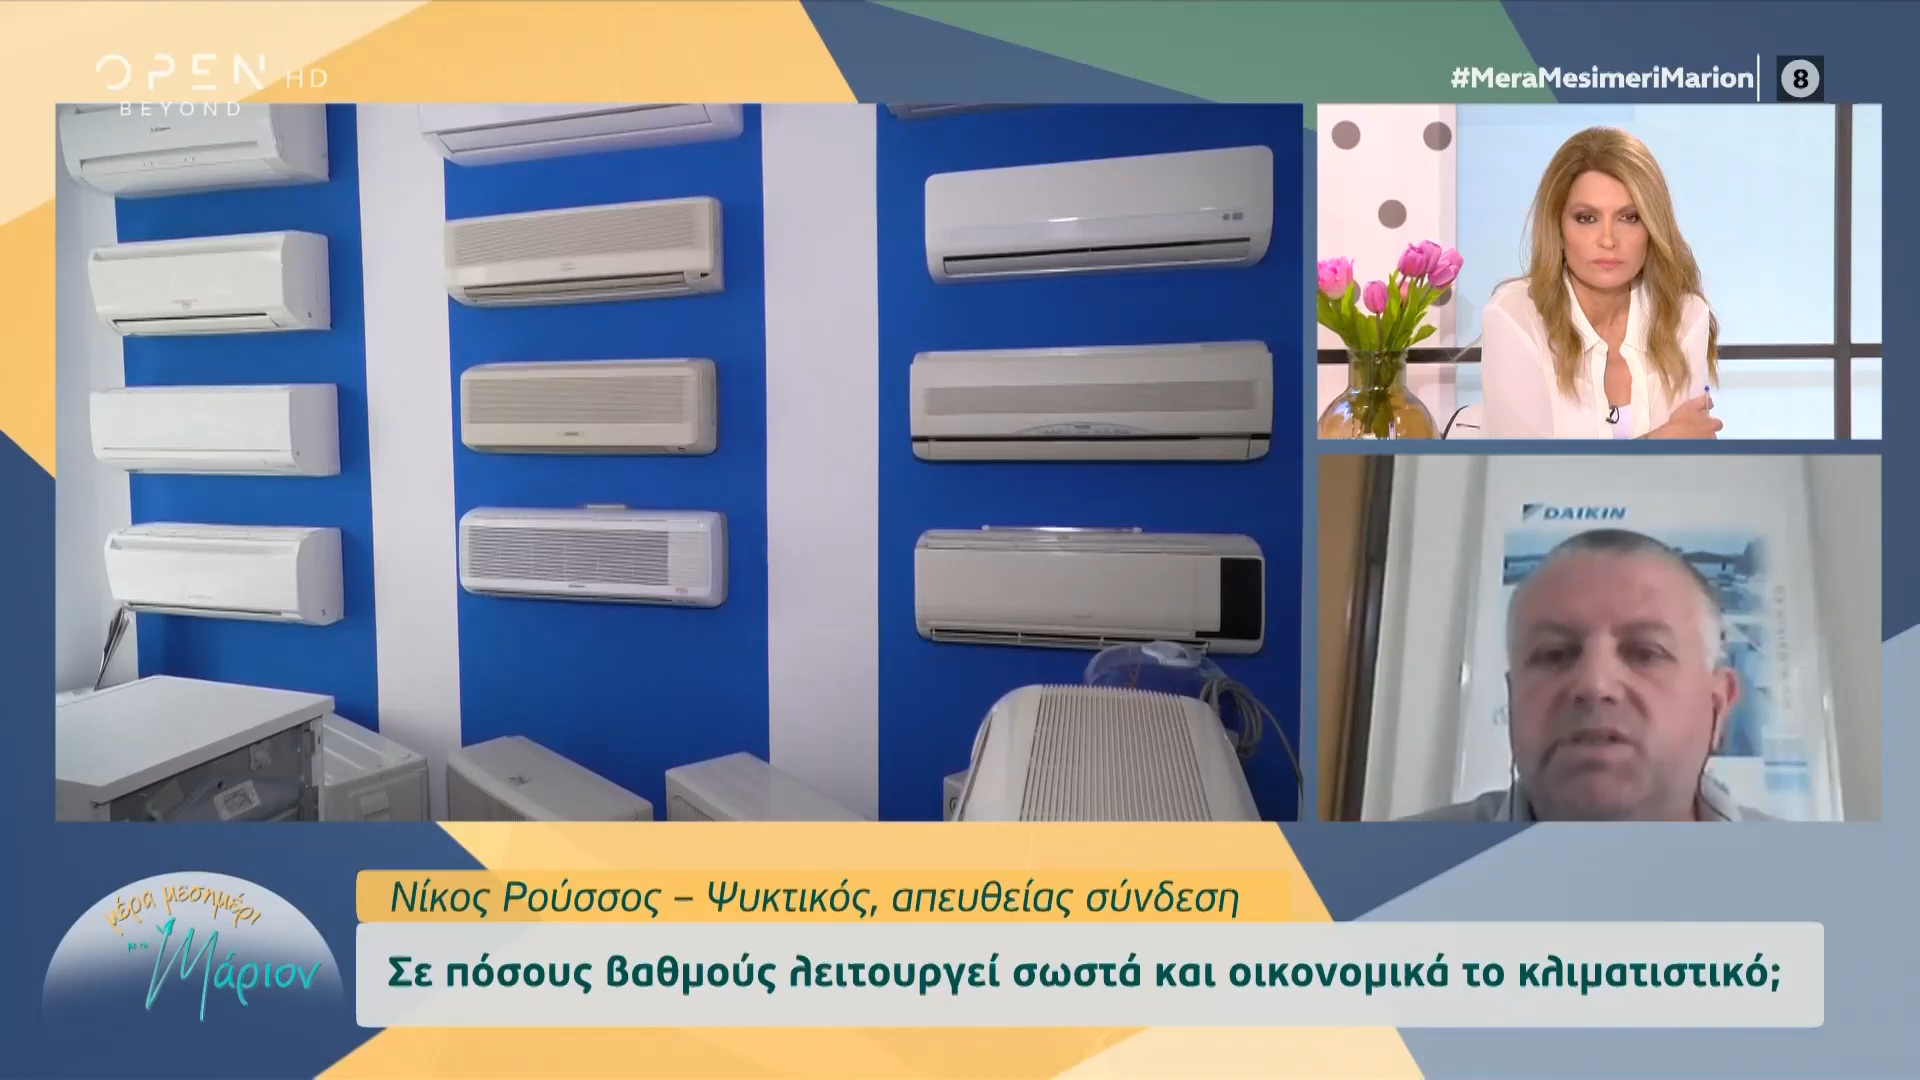 OPEN HD
BEYOND
#MeraMesimeriMarion
8
DAIKIN
Νίκος Ρούσσος – Ψυκτικός, απευθείας σύνδεση
μέρα μεσημέρι
με τη
Μάριον
Σε πόσους βαθμούς λειτουργεί σωστά και οικονομικά το κλιματιστικό;